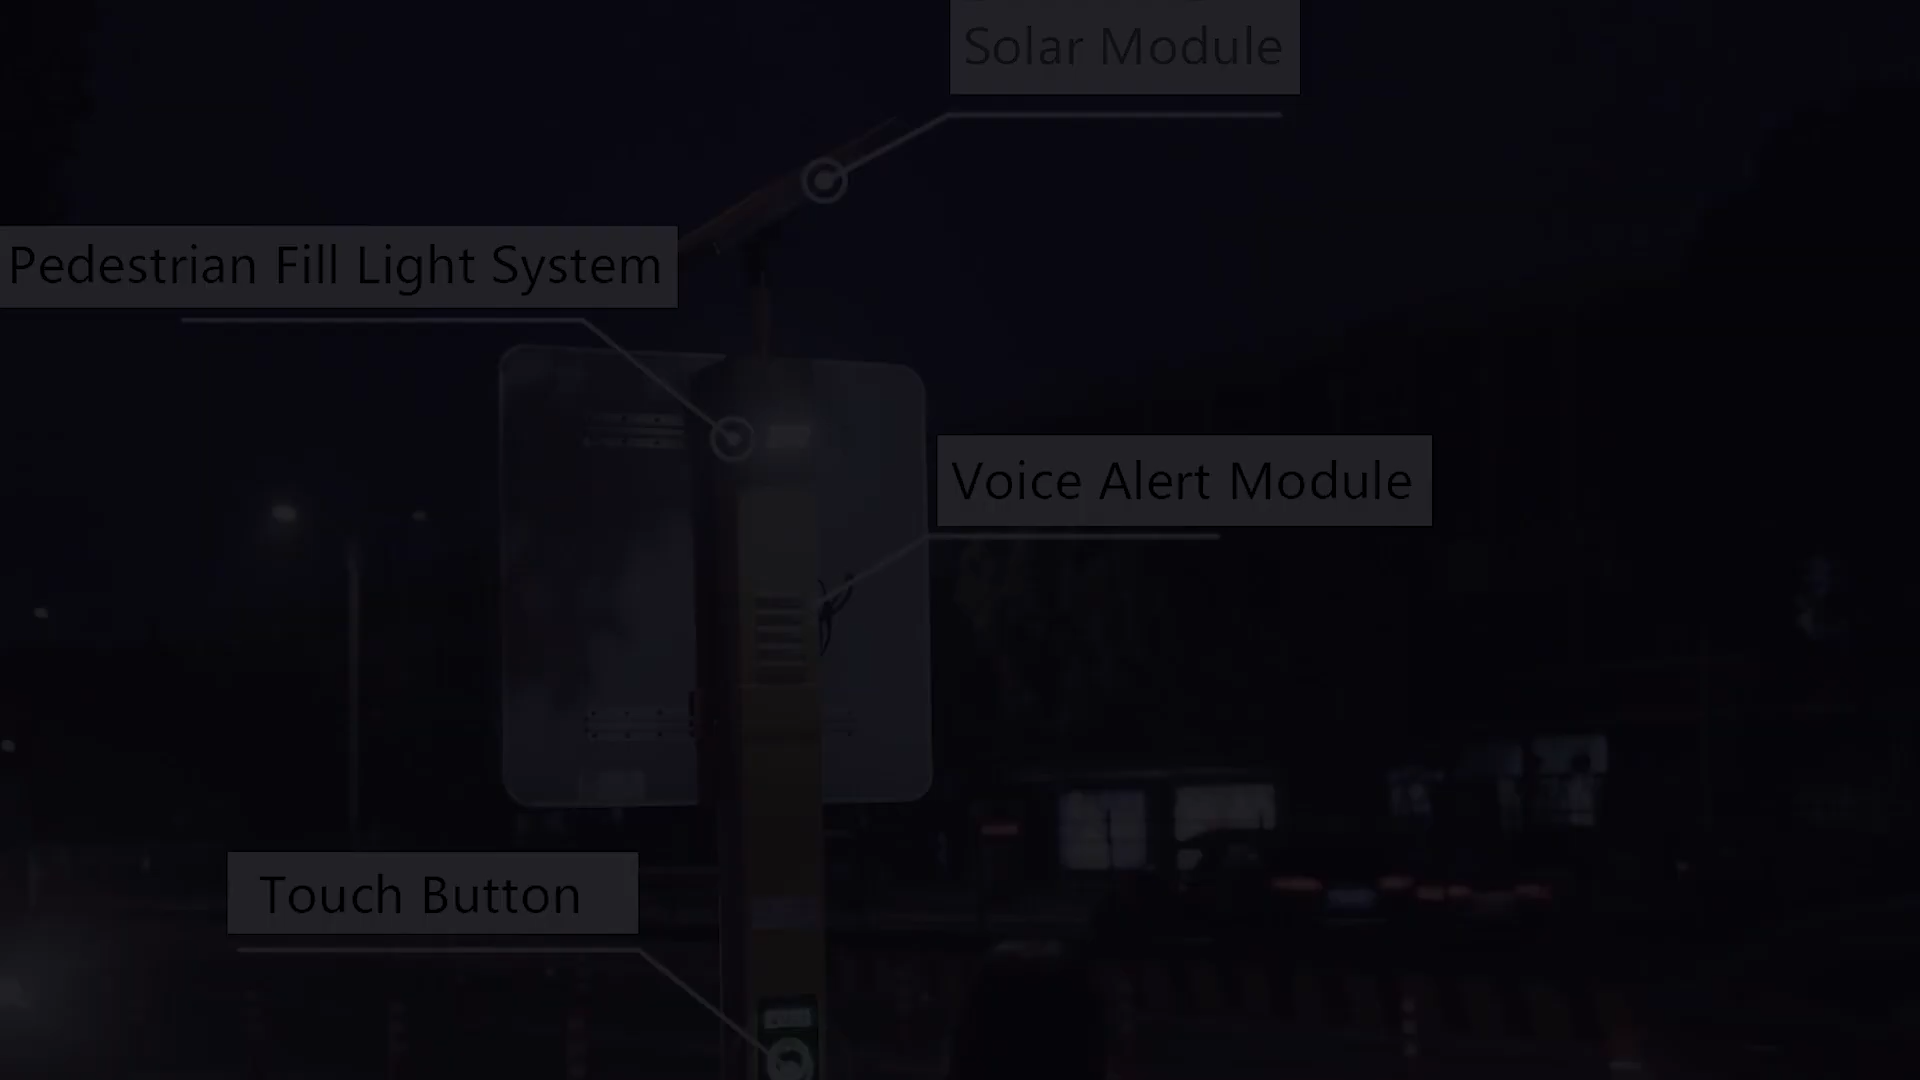 Solar Module
Pedestrian Fill Light System
Voice Alert Module
Touch Button